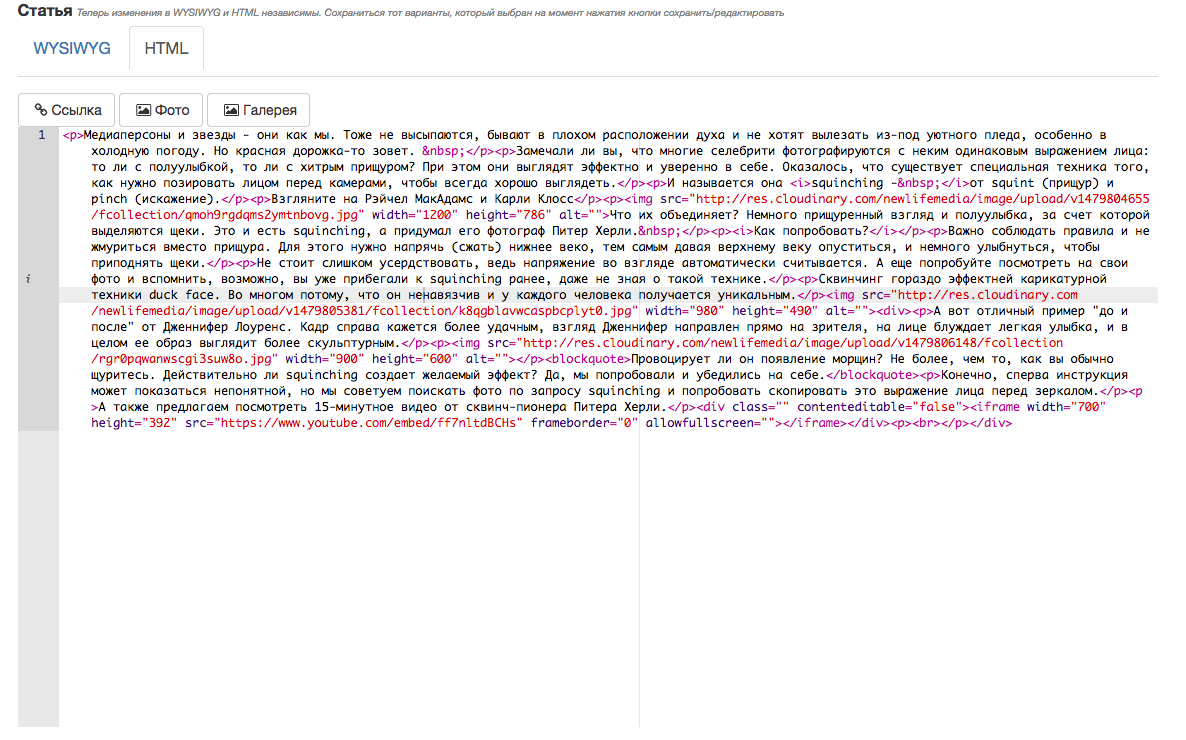 Статья Теперь изменения в WYSIWYG и HTML независимы. Сохраниться тот варианты, который выбран на момент нажатия кнопки сохранить/редактировать
WYSIWYG HTML
Ссылка Фото Галерея
1 <p>Медиаперсоны и звезды - они как мы. Тоже не высыпаются, бывают в плохом расположении духа и не хотят вылезать из-под уютного пледа, особенно в
холодную погоду. Но красная дорожка-то зовет. &nbsp;</p><p>Замечали ли вы, что многие селебрити фотографируются с неким одинаковым выражением лица:
то ли с полуулыбкой, то ли с хитрым прищуром? При этом они выглядят эффектно и уверенно в себе. Оказалось, что существует специальная техника того,
как нужно позировать лицом перед камерами, чтобы всегда хорошо выглядеть.</p><p>И называется она <i>squinching -&nbsp;</i>от squint (прищур) и
pinch (искажение).</p><p>Взгляните на Рэйчел МакАдамс и Карли Клосс</p><p><img src="http://res.cloudinary.com/newlifemedia/image/upload/v1479804655
/fcollection/qmoh9rgdqms2ymtnbovg.jpg" width="1200" height="786" alt="">Что их объединяет? Немного прищуренный взгляд и полуулыбка, за счет которой
выделяются щеки. Это и есть squinching, а придумал его фотограф Питер Херли.&nbsp;</p><p><i>Как попробовать?</i></p><p>Важно соблюдать правила и не
жмуриться вместо прищура. Для этого нужно напрячь (сжать) нижнее веко, тем самым давая верхнему веку опуститься, и немного улыбнуться, чтобы
приподнять щеки.</p><p>Не стоит слишком усердствовать, ведь напряжение во взгляде автоматически считывается. А еще попробуйте посмотреть на свои
i фото и вспомнить, возможно, вы уже прибегали к squinching ранее, даже не зная о такой технике.</p><p>Сквинчинг гораздо эффектней карикатурной
техники duck face. Во многом потому, что он ненавязчив и у каждого человека получается уникальным.</p><img src="http://res.cloudinary.com
/newlifemedia/image/upload/v1479805381/fcollection/k8qgblavwcaspbcplyt0.jpg" width="980" height="490" alt=""><div><p>А вот отличный пример "до и
после" от Дженнифер Лоуренс. Кадр справа кажется более удачным, взгляд Дженнифер направлен прямо на зрителя, на лице блуждает легкая улыбка, и в
целом ее образ выглядит более скульптурным.</p><p><img src="http://res.cloudinary.com/newlifemedia/image/upload/v1479806148/fcollection
/rgr0pqwanwscgi3suw8o.jpg" width="900" height="600" alt=""></p><blockquote>Провоцирует ли он появление морщин? Не более, чем то, как вы обычно
щуритесь. Действительно ли squinching создает желаемый эффект? Да, мы попробовали и убедились на себе.</blockquote><p>Конечно, сперва инструкция
может показаться непонятной, но мы советуем поискать фото по запросу squinching и попробовать скопировать это выражение лица перед зеркалом.</p><p
>А также предлагаем посмотреть 15-минутное видео от сквинч-пионера Питера Херли.</p><div class="" contenteditable="false"><iframe width="700"
height="392" src="https://www.youtube.com/embed/ff7nltdBCHs" frameborder="0" allowfullscreen=""></iframe></div><p><br></p></div>